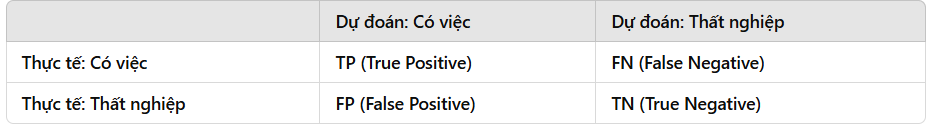 Dự đoán: Có việc Dự đoán: Thất nghiệp
Thực tế: Có việc TP (True Positive) FN (False Negative)
Thực tế: Thất nghiệp FP (False Positive) TN (True Negative)